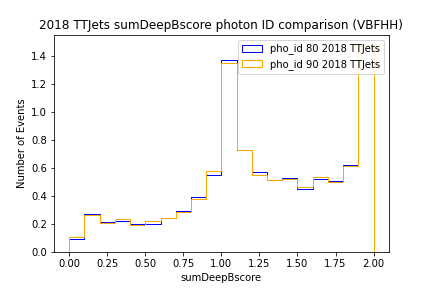 2018 TTJets sumDeepBscore photon ID comparison (VBFHH)
pho_id 80 2018 TTJets
pho_id 90 2018 TTJets
Number of Events
1.4
1.2
1.0
0.8
0.6
0.4
0.2
0.0
0.00 0.25 0.50 0.75 1.00 1.25 1.50 1.75 2.00
sumDeepBscore